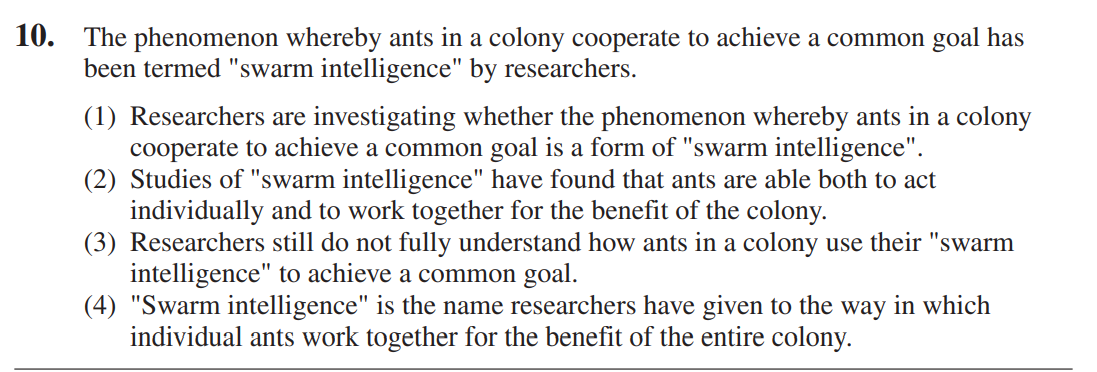 10. The phenomenon whereby ants in a colony cooperate to achieve a common goal has
been termed "swarm intelligence" by researchers.
(1) Researchers are investigating whether the phenomenon whereby ants in a colony
cooperate to achieve a common goal is a form of "swarm intelligence".
(2) Studies of "swarm intelligence" have found that ants are able both to act
individually and to work together for the benefit of the colony.
(3) Researchers still do not fully understand how ants in a colony use their "swarm
intelligence" to achieve a common goal.
(4) "Swarm intelligence" is the name researchers have given to the way in which
individual ants work together for the benefit of the entire colony.